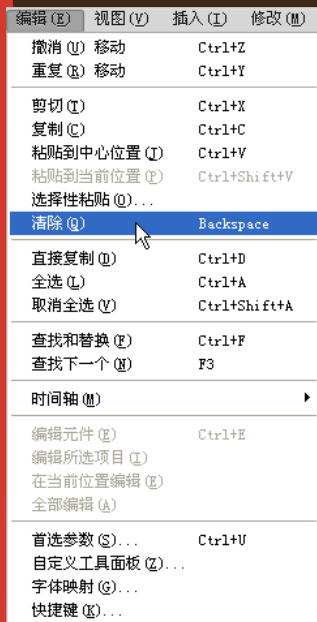 编辑(E) 视图(V) 插入(I) 修改(M)
撤消(U) 移动 Ctrl+Z
重复(R) 移动 Ctrl+Y
剪切(T) Ctrl+X
复制(C) Ctrl+C
粘贴到中心位置(J) Ctrl+V
粘贴到当前位置(P) Ctrl+Shift+V
选择性粘贴(O)...
清除(Q) Backspace
直接复制(D) Ctrl+D
全选(L) Ctrl+A
取消全选(V) Ctrl+Shift+A
查找和替换(F) Ctrl+F
查找下一个(N) F3
时间轴(M)
编辑元件(E) Ctrl+E
编辑所选项目(I)
在当前位置编辑(E)
全部编辑(A)
首选参数(S)... Ctrl+U
自定义工具面板(Z)...
字体映射(G)...
快捷键(K)...